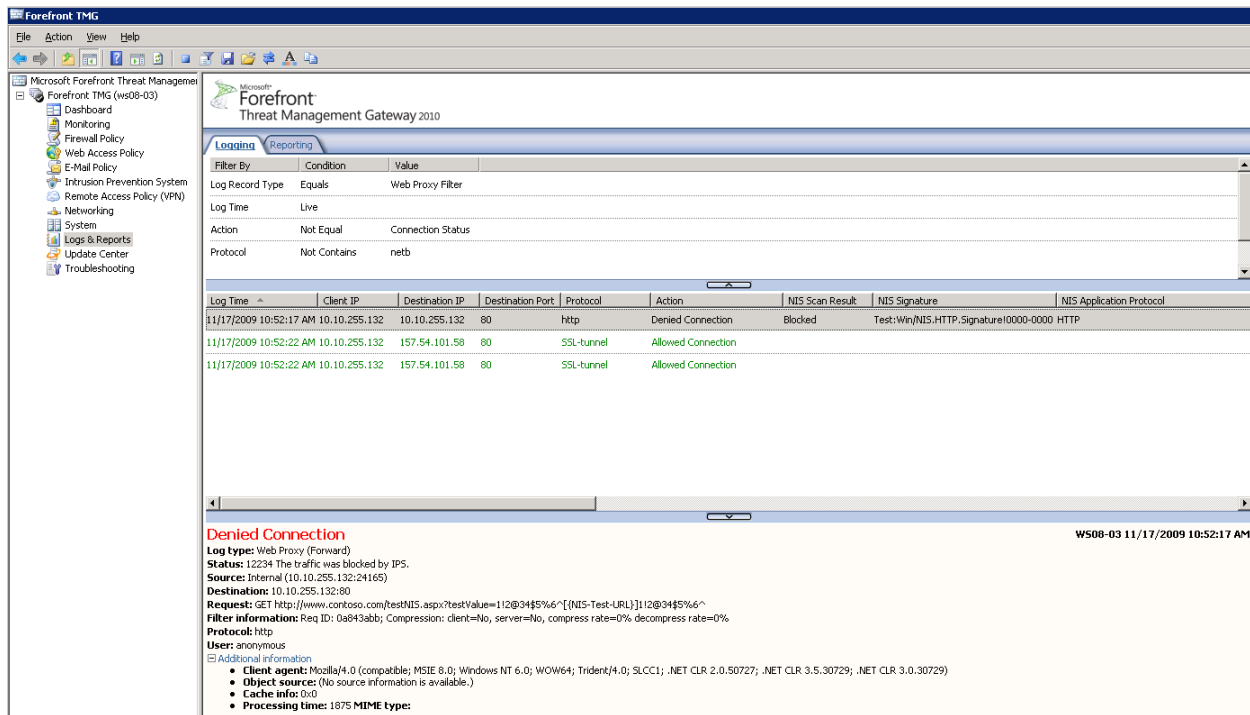 Forefront TMG
File Action View Help
Microsoft Forefront Threat Managemer
Forefront TMG (ws08-03)
Dashboard
Monitoring
Firewall Policy
Web Access Policy
E-Mail Policy
Intrusion Prevention System
Remote Access Policy (VPN)
Networking
System
Logs & Reports
Update Center
Troubleshooting
Microsoft
Forefront
Threat Management Gateway 2010
Logging Reporting
Filter By Condition Value
Log Record Type Equals Web Proxy Filter
Log Time Live
Action Not Equal Connection Status
Protocol Not Contains netb
Log Time Client IP Destination IP Destination Port Protocol Action NIS Scan Result NIS Signature NIS Application Protocol
11/17/2009 10:52:17 AM 10.10.255.132 10.10.255.132 80 http Denied Connection Blocked Test:Win/NIS.HTTP.Signature!0000-0000 HTTP
11/17/2009 10:52:22 AM 10.10.255.132 157.54.101.58 80 SSL-tunnel Allowed Connection
11/17/2009 10:52:22 AM 10.10.255.132 157.54.101.58 80 SSL-tunnel Allowed Connection
Denied Connection WS08-03 11/17/2009 10:52:17 AM
Log type: Web Proxy (Forward)
Status: 12234 The traffic was blocked by IPS.
Source: Internal (10.10.255.132:24165)
Destination: 10.10.255.132:80
Request: GET http://www.contoso.com/testNIS.aspx?testValue=1!2@34$5%6^[{NIS-Test-URL}]1!2@34$5%6^
Filter information: Req ID: 0a843abb; Compression: client=No, server=No, compress rate=0% decompress rate=0%
Protocol: http
User: anonymous
Additional information
• Client agent: Mozilla/4.0 (compatible; MSIE 8.0; Windows NT 6.0; WOW64; Trident/4.0; SLCC1; .NET CLR 2.0.50727; .NET CLR 3.5.30729; .NET CLR 3.0.30729)
• Object source: (No source information is available.)
• Cache info: 0x0
• Processing time: 1875 MIME type: